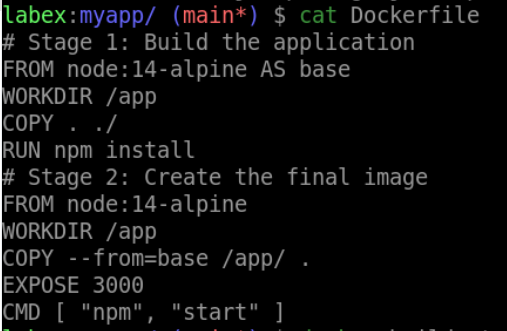 labex:myapp/ (main*) $ cat Dockerfile
# Stage 1: Build the application
FROM node:14-alpine AS base
WORKDIR /app
COPY . ./
RUN npm install
# Stage 2: Create the final image
FROM node:14-alpine
WORKDIR /app
COPY --from=base /app/ .
EXPOSE 3000
CMD [ "npm", "start" ]